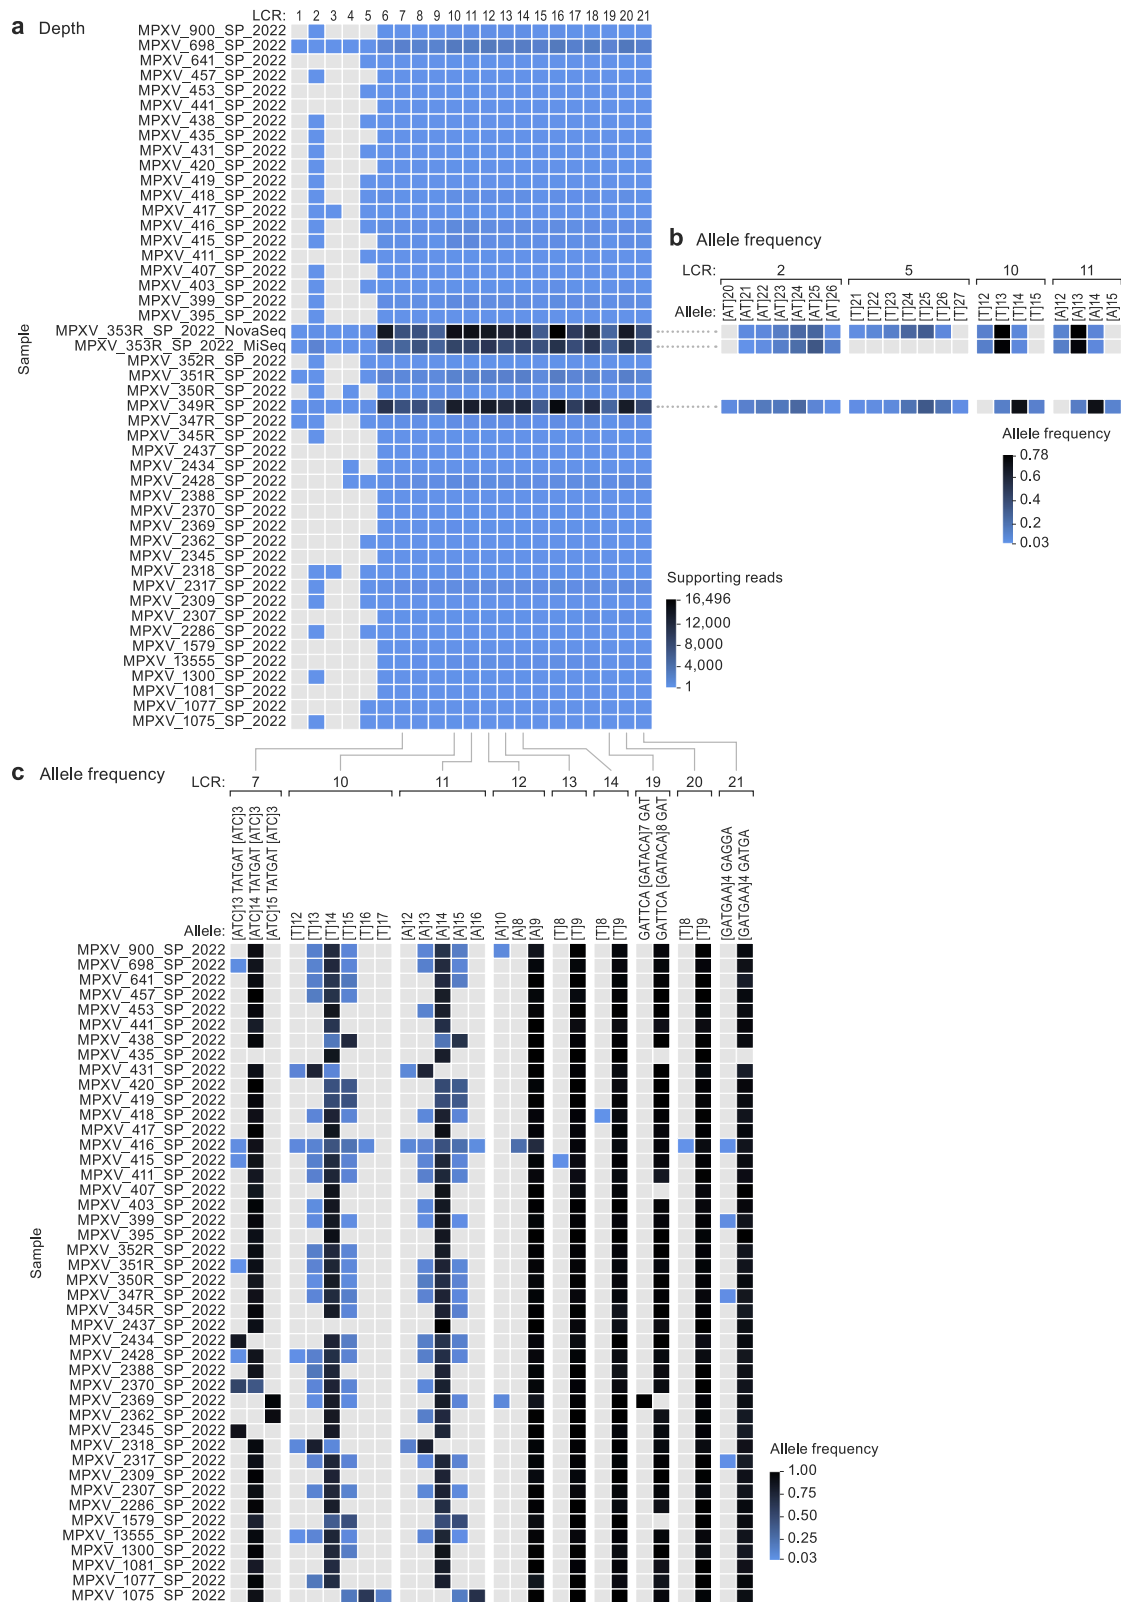 LCR: 1 2 3 4 5 6 7 8 9 10 11 12 13 14 15 16 17 18 19 20 21
a Depth
MPXV_900_SP_2022
MPXV_698_SP_2022
MPXV_641_SP_2022
MPXV_457_SP_2022
MPXV_453_SP_2022
MPXV_441_SP_2022
MPXV_438_SP_2022
MPXV_435_SP_2022
MPXV_431_SP_2022
MPXV_420_SP_2022
MPXV_419_SP_2022
MPXV_418_SP_2022
MPXV_417_SP_2022
MPXV_416_SP_2022
MPXV_415_SP_2022
MPXV_411_SP_2022
MPXV_407_SP_2022
MPXV_403_SP_2022
MPXV_399_SP_2022
MPXV_395_SP_2022
MPXV_353R_SP_2022_NovaSeq
MPXV_353R_SP_2022_MiSeq
MPXV_352R_SP_2022
MPXV_351R_SP_2022
MPXV_350R_SP_2022
MPXV_349R_SP_2022
MPXV_347R_SP_2022
MPXV_345R_SP_2022
MPXV_2437_SP_2022
MPXV_2434_SP_2022
MPXV_2428_SP_2022
MPXV_2388_SP_2022
MPXV_2370_SP_2022
MPXV_2369_SP_2022
MPXV_2362_SP_2022
MPXV_2345_SP_2022
MPXV_2318_SP_2022
MPXV_2317_SP_2022
MPXV_2309_SP_2022
MPXV_2307_SP_2022
MPXV_2286_SP_2022
MPXV_1579_SP_2022
MPXV_13555_SP_2022
MPXV_1300_SP_2022
MPXV_1081_SP_2022
MPXV_1077_SP_2022
MPXV_1075_SP_2022
Sample
Supporting reads
16,496
12,000
8,000
4,000
1
b Allele frequency
LCR: 2 5 10 11
Allele: [AT]20 [AT]21 [AT]22 [AT]23 [AT]24 [AT]25 [AT]26 [T]21 [T]22 [T]23 [T]24 [T]25 [T]26 [T]27 [T]12 [T]13 [T]14 [T]15 [A]12 [A]13 [A]14 [A]15
Allele frequency
0.78
0.6
0.4
0.2
0.03
c Allele frequency
LCR: 7 10 11 12 13 14 19 20 21
Allele: [ATC]13 TATGAT [ATC]3 [ATC]14 TATGAT [ATC]3 [ATC]15 TATGAT [ATC]3 [T]12 [T]13 [T]14 [T]15 [T]16 [T]17 [A]12 [A]13 [A]14 [A]15 [A]16 [A]10 [A]8 [A]9 [T]8 [T]9 [T]8 [T]9 GATTCA [GATACA]7 GAT GATTCA [GATACA]8 GAT [T]8 [T]9 [GATGAA]4 GAGGA [GATGAA]4 GATGA
MPXV_900_SP_2022
MPXV_698_SP_2022
MPXV_641_SP_2022
MPXV_457_SP_2022
MPXV_453_SP_2022
MPXV_441_SP_2022
MPXV_438_SP_2022
MPXV_435_SP_2022
MPXV_431_SP_2022
MPXV_420_SP_2022
MPXV_419_SP_2022
MPXV_418_SP_2022
MPXV_417_SP_2022
MPXV_416_SP_2022
MPXV_415_SP_2022
MPXV_411_SP_2022
MPXV_407_SP_2022
MPXV_403_SP_2022
MPXV_399_SP_2022
MPXV_395_SP_2022
MPXV_352R_SP_2022
MPXV_351R_SP_2022
MPXV_350R_SP_2022
MPXV_347R_SP_2022
MPXV_345R_SP_2022
MPXV_2437_SP_2022
MPXV_2434_SP_2022
MPXV_2428_SP_2022
MPXV_2388_SP_2022
MPXV_2370_SP_2022
MPXV_2369_SP_2022
MPXV_2362_SP_2022
MPXV_2345_SP_2022
MPXV_2318_SP_2022
MPXV_2317_SP_2022
MPXV_2309_SP_2022
MPXV_2307_SP_2022
MPXV_2286_SP_2022
MPXV_1579_SP_2022
MPXV_13555_SP_2022
MPXV_1300_SP_2022
MPXV_1081_SP_2022
MPXV_1077_SP_2022
MPXV_1075_SP_2022
Sample
Allele frequency
1.00
0.75
0.50
0.25
0.03